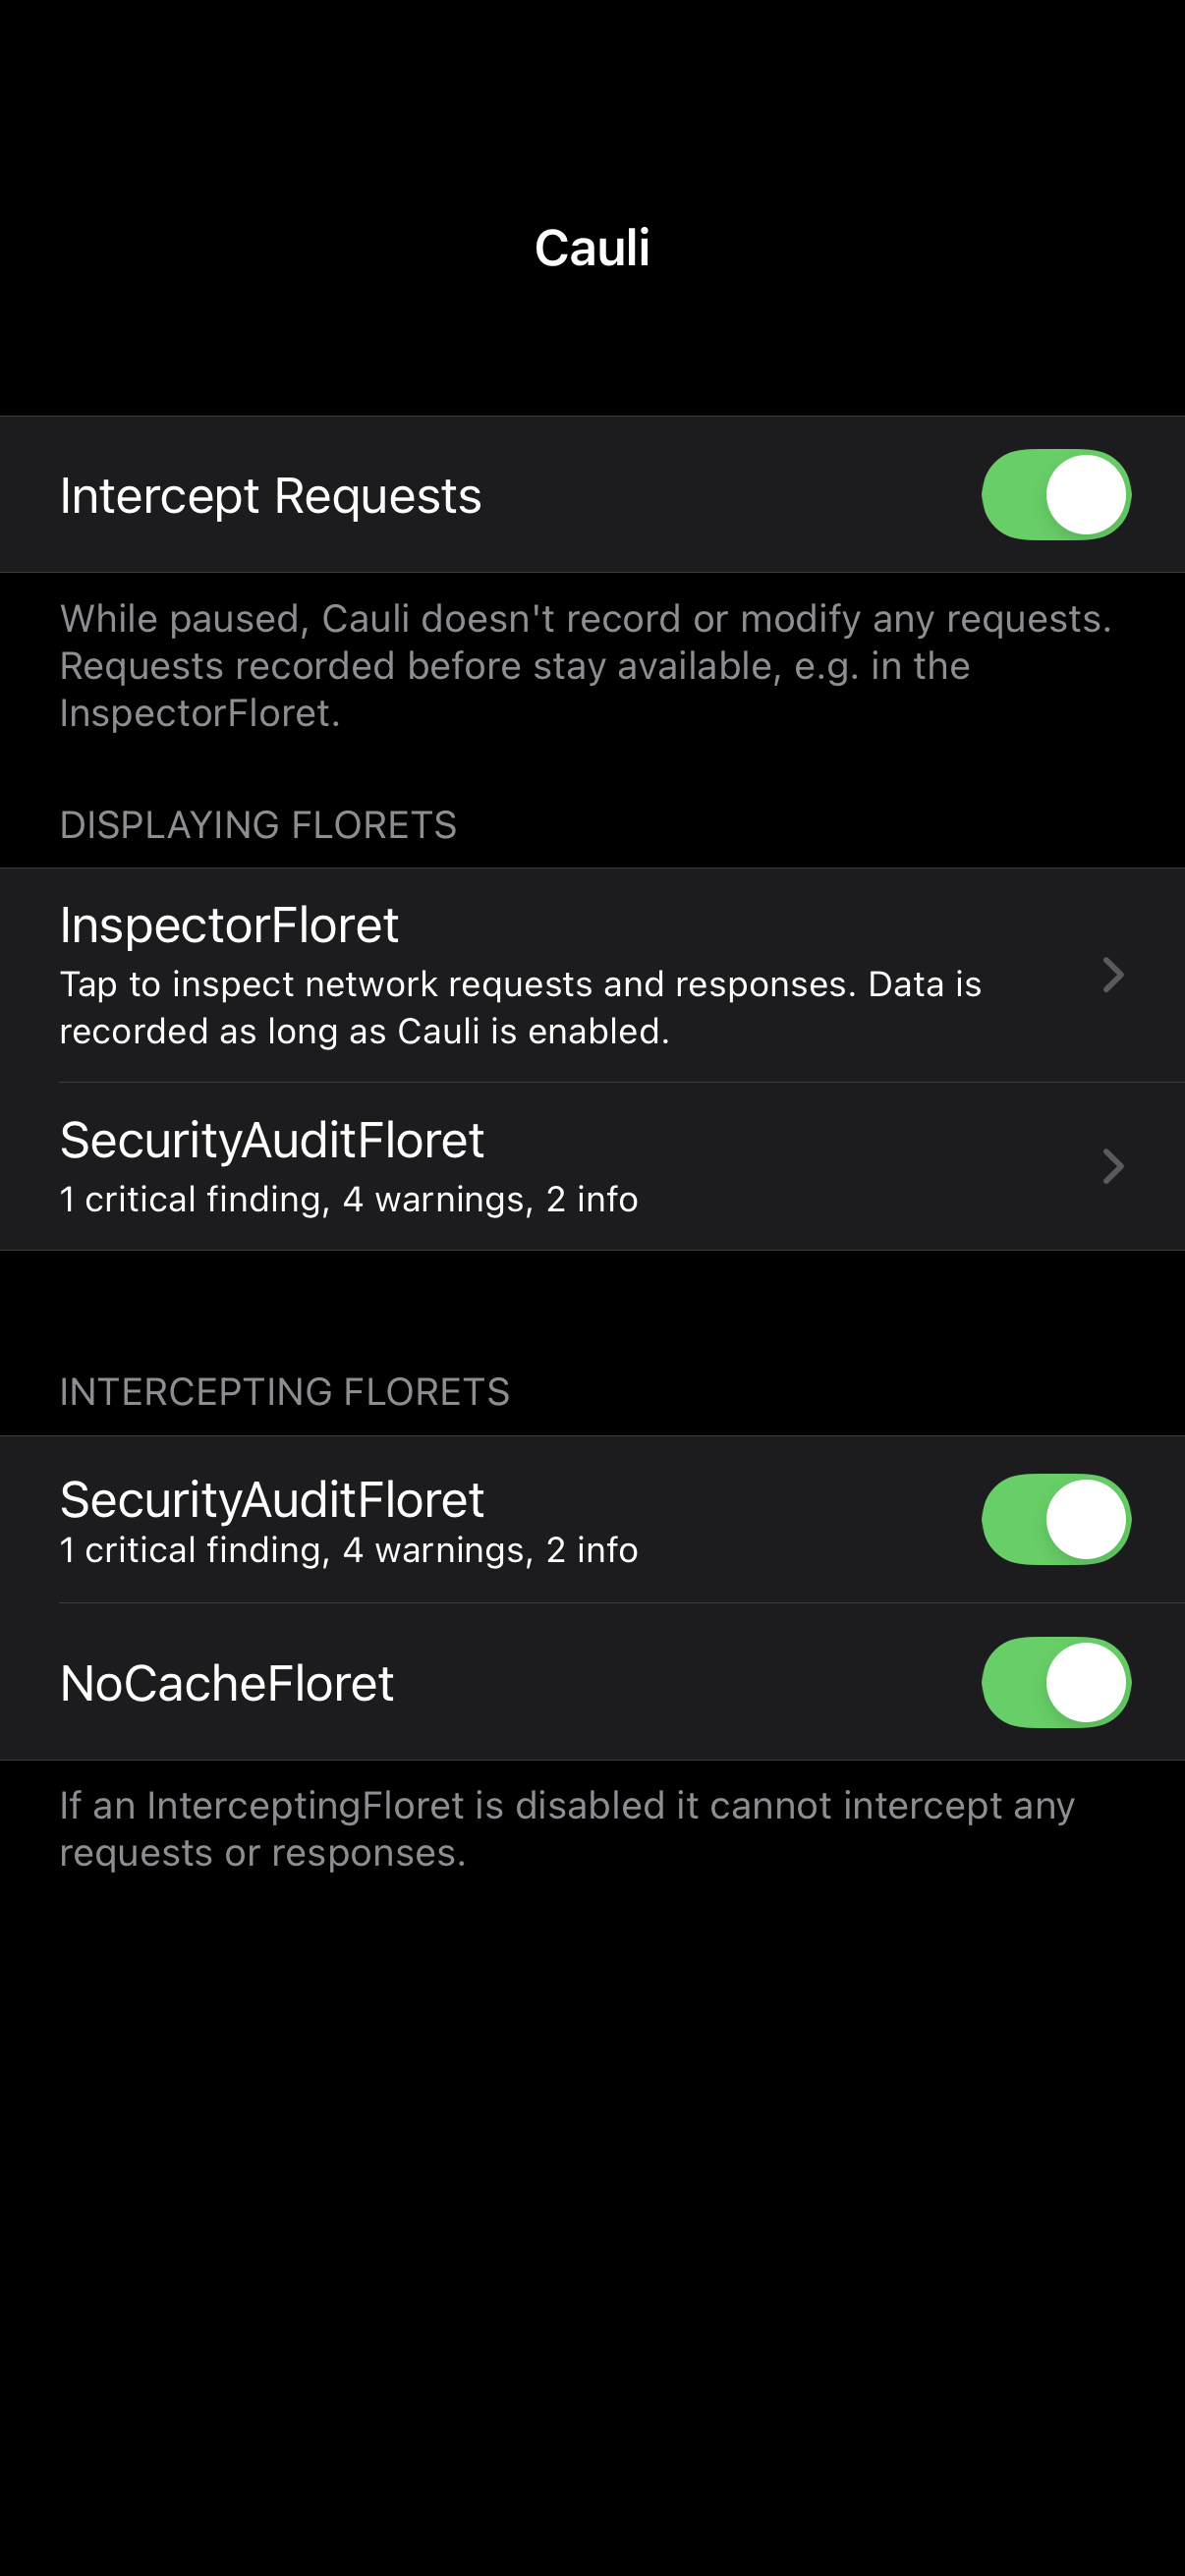 Cauli
Intercept Requests
While paused, Cauli doesn't record or modify any requests.
Requests recorded before stay available, e.g. in the
InspectorFloret.
DISPLAYING FLORETS
InspectorFloret
Tap to inspect network requests and responses. Data is
recorded as long as Cauli is enabled.
SecurityAuditFloret
1 critical finding, 4 warnings, 2 info
INTERCEPTING FLORETS
SecurityAuditFloret
1 critical finding, 4 warnings, 2 info
NoCacheFloret
If an InterceptingFloret is disabled it cannot intercept any
requests or responses.